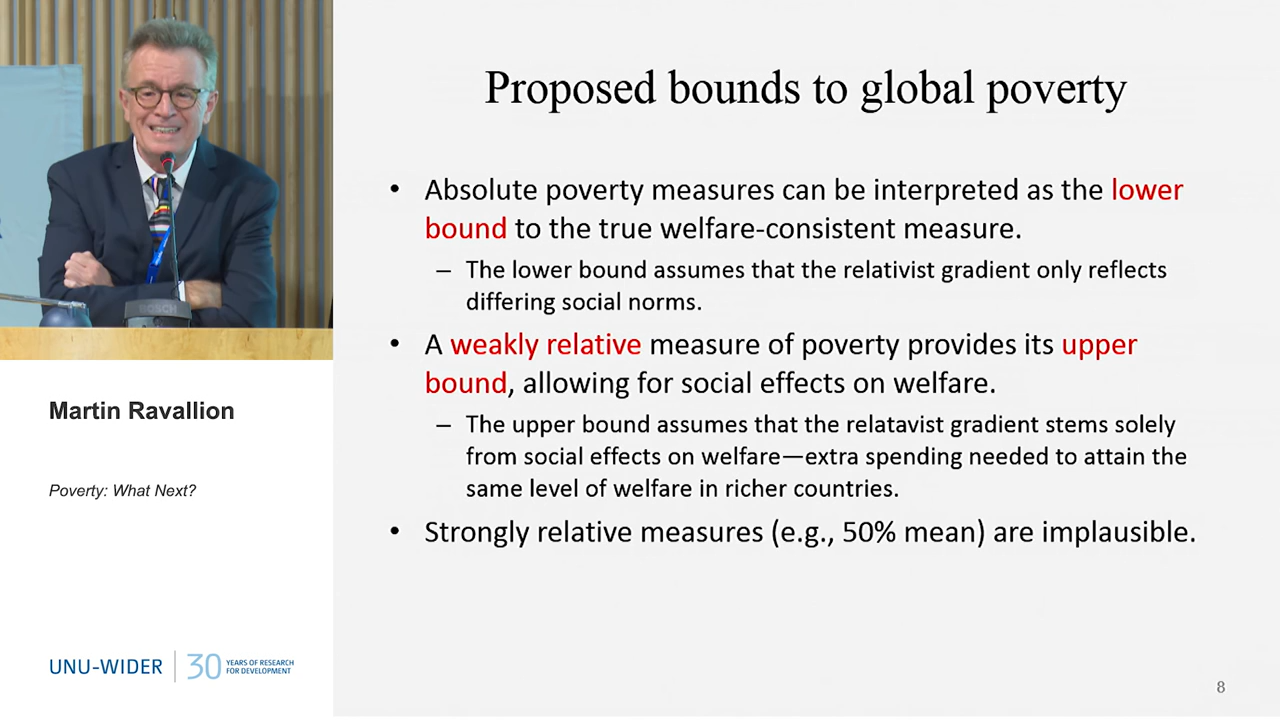 Proposed bounds to global poverty
• Absolute poverty measures can be interpreted as the lower
bound to the true welfare-consistent measure.
– The lower bound assumes that the relativist gradient only reflects
differing social norms.
• A weakly relative measure of poverty provides its upper
bound, allowing for social effects on welfare.
– The upper bound assumes that the relatavist gradient stems solely
from social effects on welfare—extra spending needed to attain the
same level of welfare in richer countries.
• Strongly relative measures (e.g., 50% mean) are implausible.
8
BOSCH
Martin Ravallion
Poverty: What Next?
UNU-WIDER
30
YEARS OF RESEARCH
FOR DEVELOPMENT